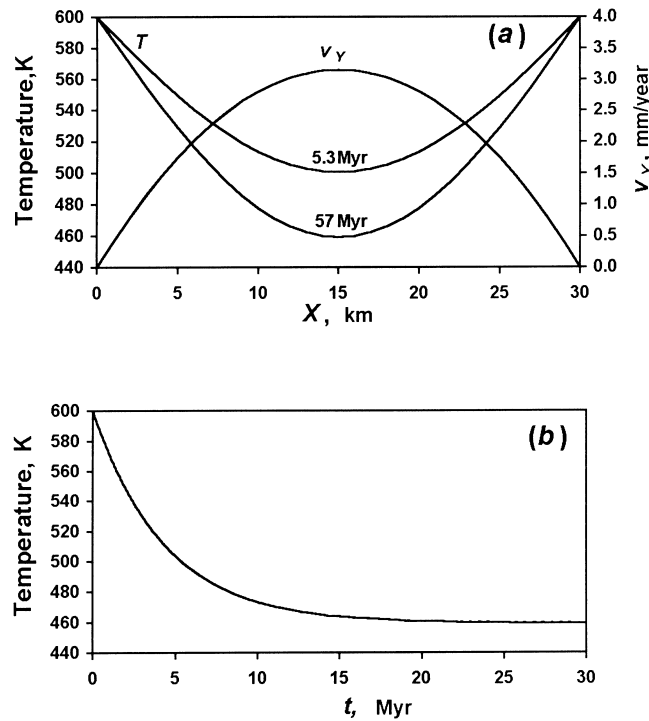 (a)
600
580
560
540
520
500
480
460
440
Temperature,K
T
v Y
5.3 Myr
57 Myr
4.0
3.5
3.0
2.5
2.0
1.5
1.0
0.5
0.0
v Y, mm/year
0 5 10 15 20 25 30
X, km
(b)
600
580
560
540
520
500
480
460
440
Temperature, K
0 5 10 15 20 25 30
t, Myr